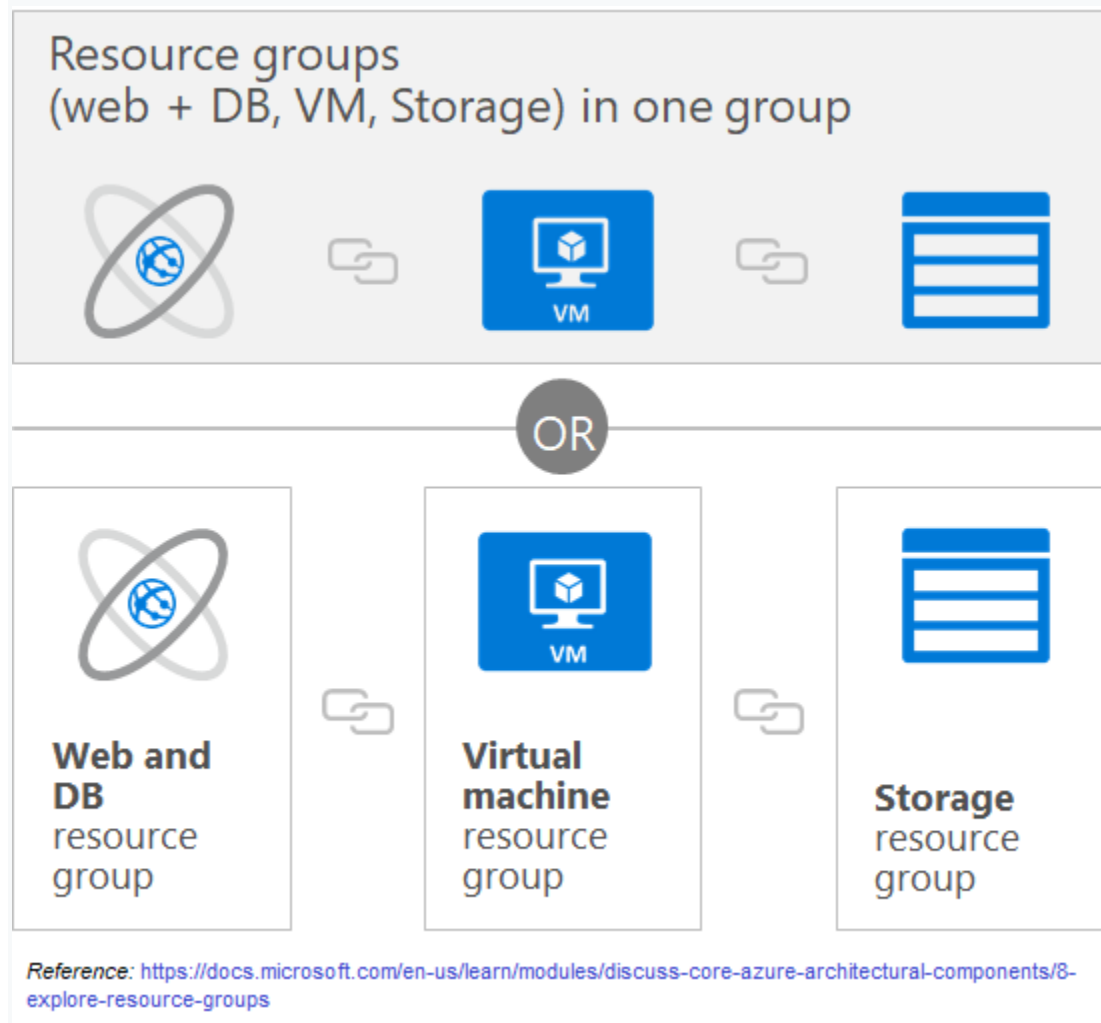 Resource groups
(web + DB, VM, Storage) in one group
VM
OR
VM
Web and
DB
resource
group
Virtual
machine
resource
group
Storage
resource
group
Reference: https://docs.microsoft.com/en-us/learn/modules/discuss-core-azure-architectural-components/8-
explore-resource-groups